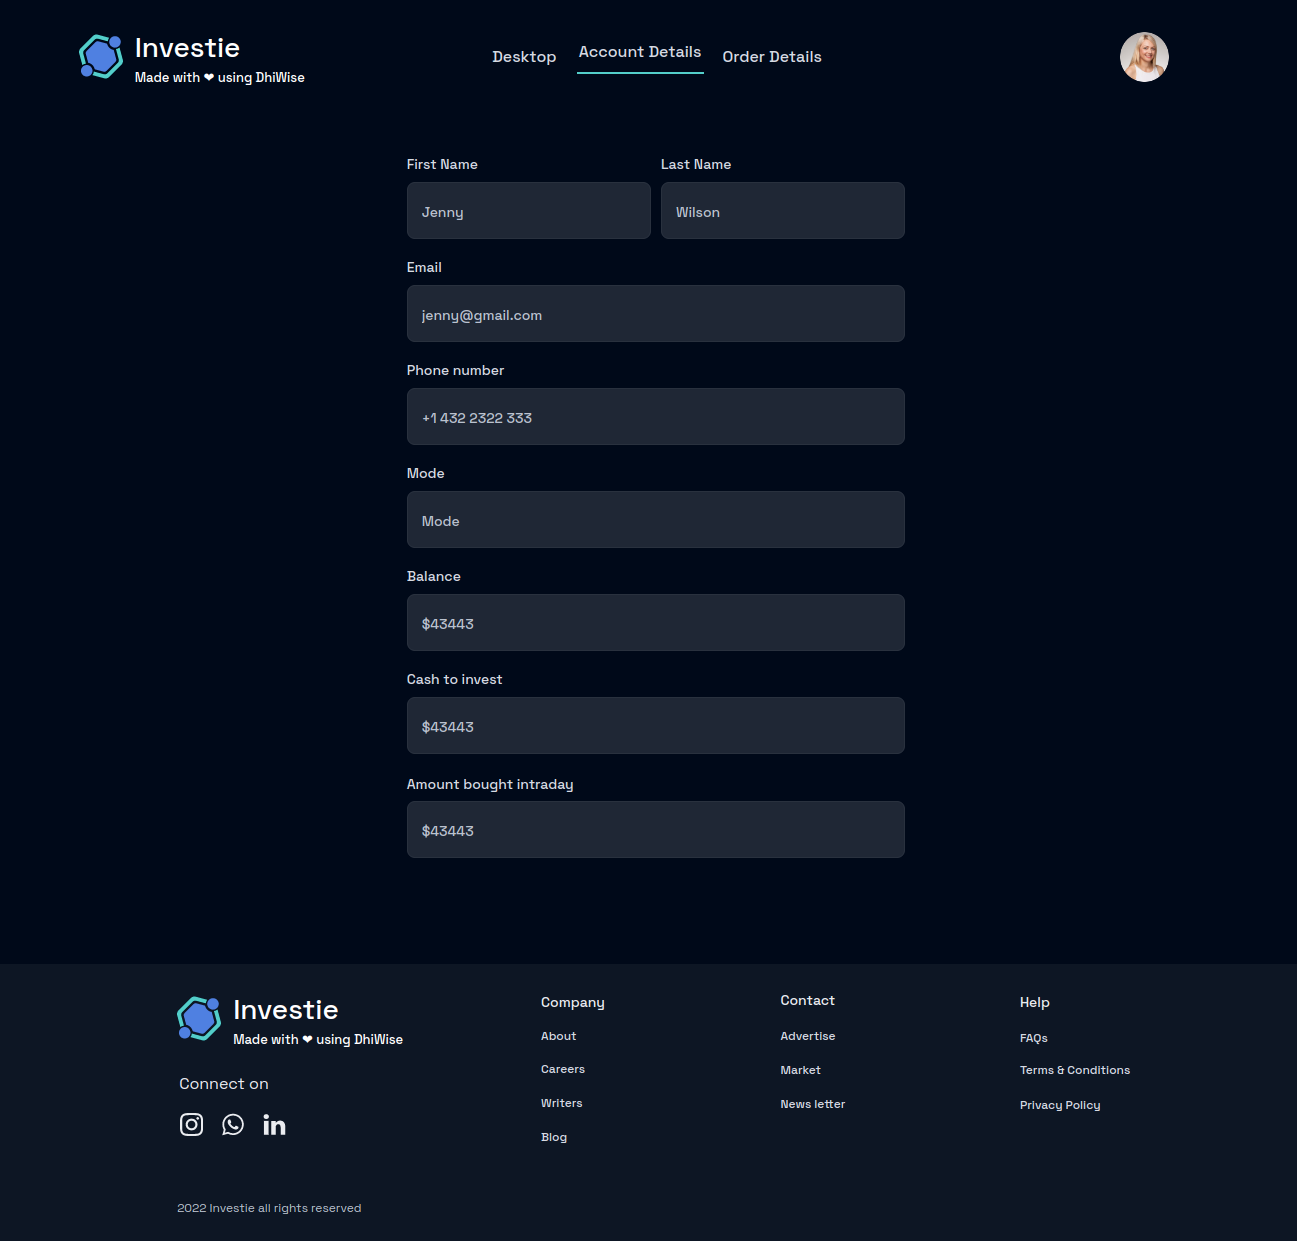 Investie
Made with ❤ using DhiWise
Desktop
Account Details
Order Details
First Name
Last Name
Jenny
Wilson
Email
jenny@gmail.com
Phone number
+1 432 2322 333
Mode
Mode
Balance
$43443
Cash to invest
$43443
Amount bought intraday
$43443
Investie
Made with ❤ using DhiWise
Connect on
Company
About
Careers
Writers
Blog
Contact
Advertise
Market
News letter
Help
FAQs
Terms & Conditions
Privacy Policy
2022 Investie all rights reserved